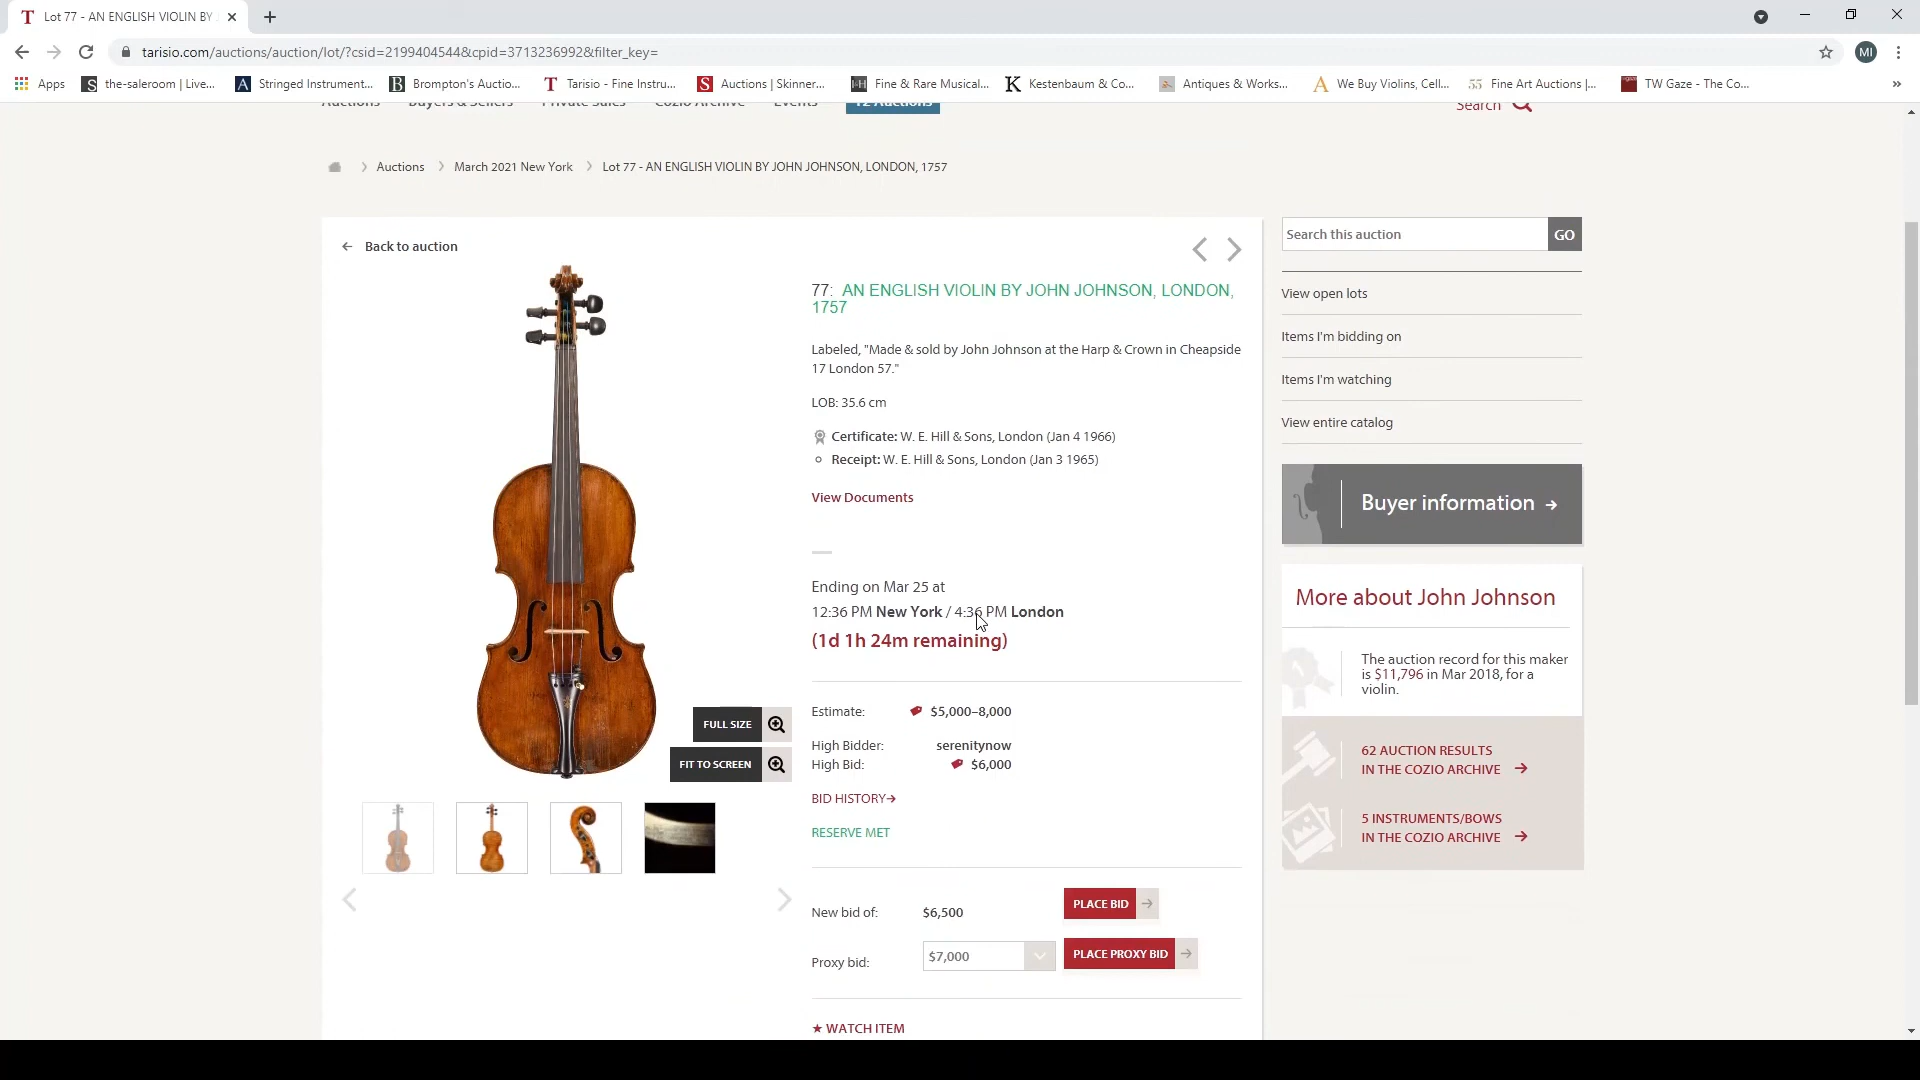 Lot 77 - AN ENGLISH VIOLIN BY
tarisio.com/auctions/auction/lot/?csid=2199404544&cpid=3713236992&filter_key=
MI
Apps
the-saleroom | Live...
Stringed Instrument...
Brompton's Auctio...
Tarisio - Fine Instru...
Auctions | Skinner...
Fine & Rare Musical...
Kestenbaum & Co...
Antiques & Works...
We Buy Violins, Cell...
Fine Art Auctions |...
TW Gaze - The Co...
Auctions
Buyers & Sellers
Private Sales
Cozio Archive
Events
T2 Auctions
Search
Auctions > March 2021 New York > Lot 77 - AN ENGLISH VIOLIN BY JOHN JOHNSON, LONDON, 1757
Back to auction
77: AN ENGLISH VIOLIN BY JOHN JOHNSON, LONDON,
1757
Labeled, "Made & sold by John Johnson at the Harp & Crown in Cheapside
17 London 57."
LOB: 35.6 cm
Certificate: W. E. Hill & Sons, London (Jan 4 1966)
Receipt: W. E. Hill & Sons, London (Jan 3 1965)
View Documents
Ending on Mar 25 at
12:36 PM New York / 4:36 PM London
(1d 1h 24m remaining)
Estimate: $5,000–8,000
High Bidder: serenitynow
High Bid: $6,000
BID HISTORY
RESERVE MET
New bid of: $6,500 PLACE BID
Proxy bid: $7,000 PLACE PROXY BID
★ WATCH ITEM
FULL SIZE
FIT TO SCREEN
Search this auction GO
View open lots
Items I'm bidding on
Items I'm watching
View entire catalog
Buyer information
More about John Johnson
The auction record for this maker
is $11,796 in Mar 2018, for a
violin.
62 AUCTION RESULTS
IN THE COZIO ARCHIVE
5 INSTRUMENTS/BOWS
IN THE COZIO ARCHIVE